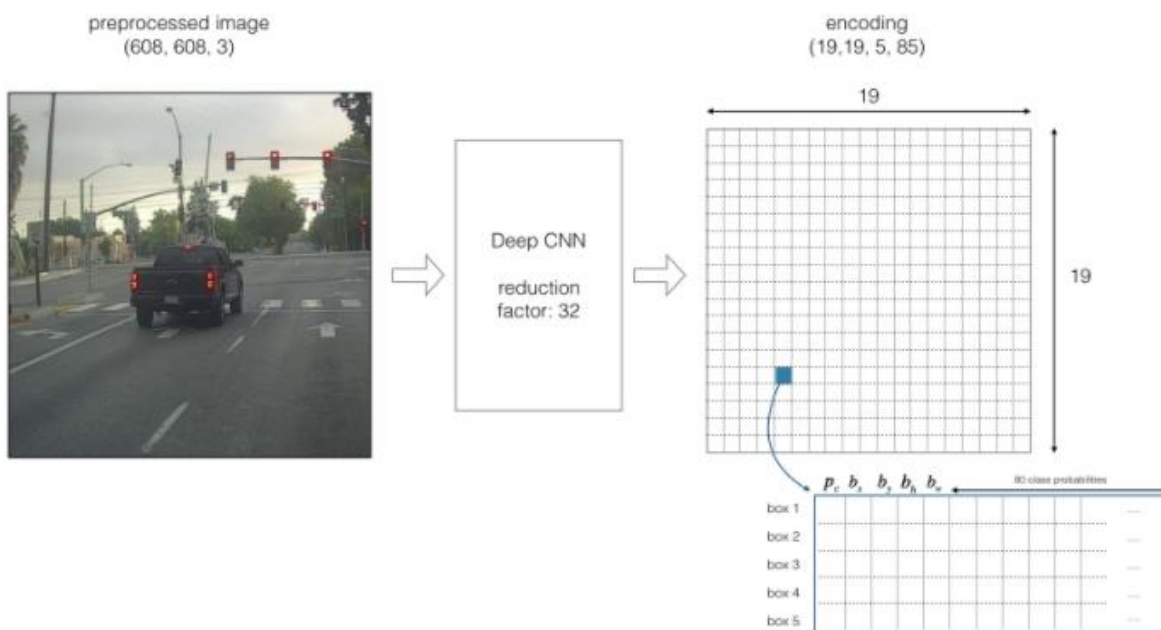 preprocessed image
(608, 608, 3)
encoding
(19,19, 5, 85)
19
19
Deep CNN
reduction
factor: 32
p_c b_x b_y b_h b_w
80 class probabilities
box 1
box 2
box 3
box 4
box 5